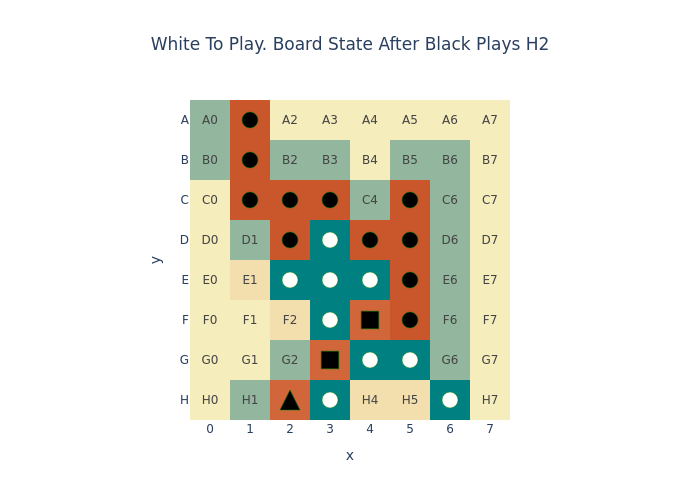 White To Play. Board State After Black Plays H2
A A0 A2 A3 A4 A5 A6 A7
B B0 B2 B3 B4 B5 B6 B7
C C0 C4 C6 C7
D D0 D1 D6 D7
E E0 E1 E6 E7
F F0 F1 F2 F6 F7
G G0 G1 G2 G6 G7
H H0 H1 H4 H5 H7
0 1 2 3 4 5 6 7
x
y